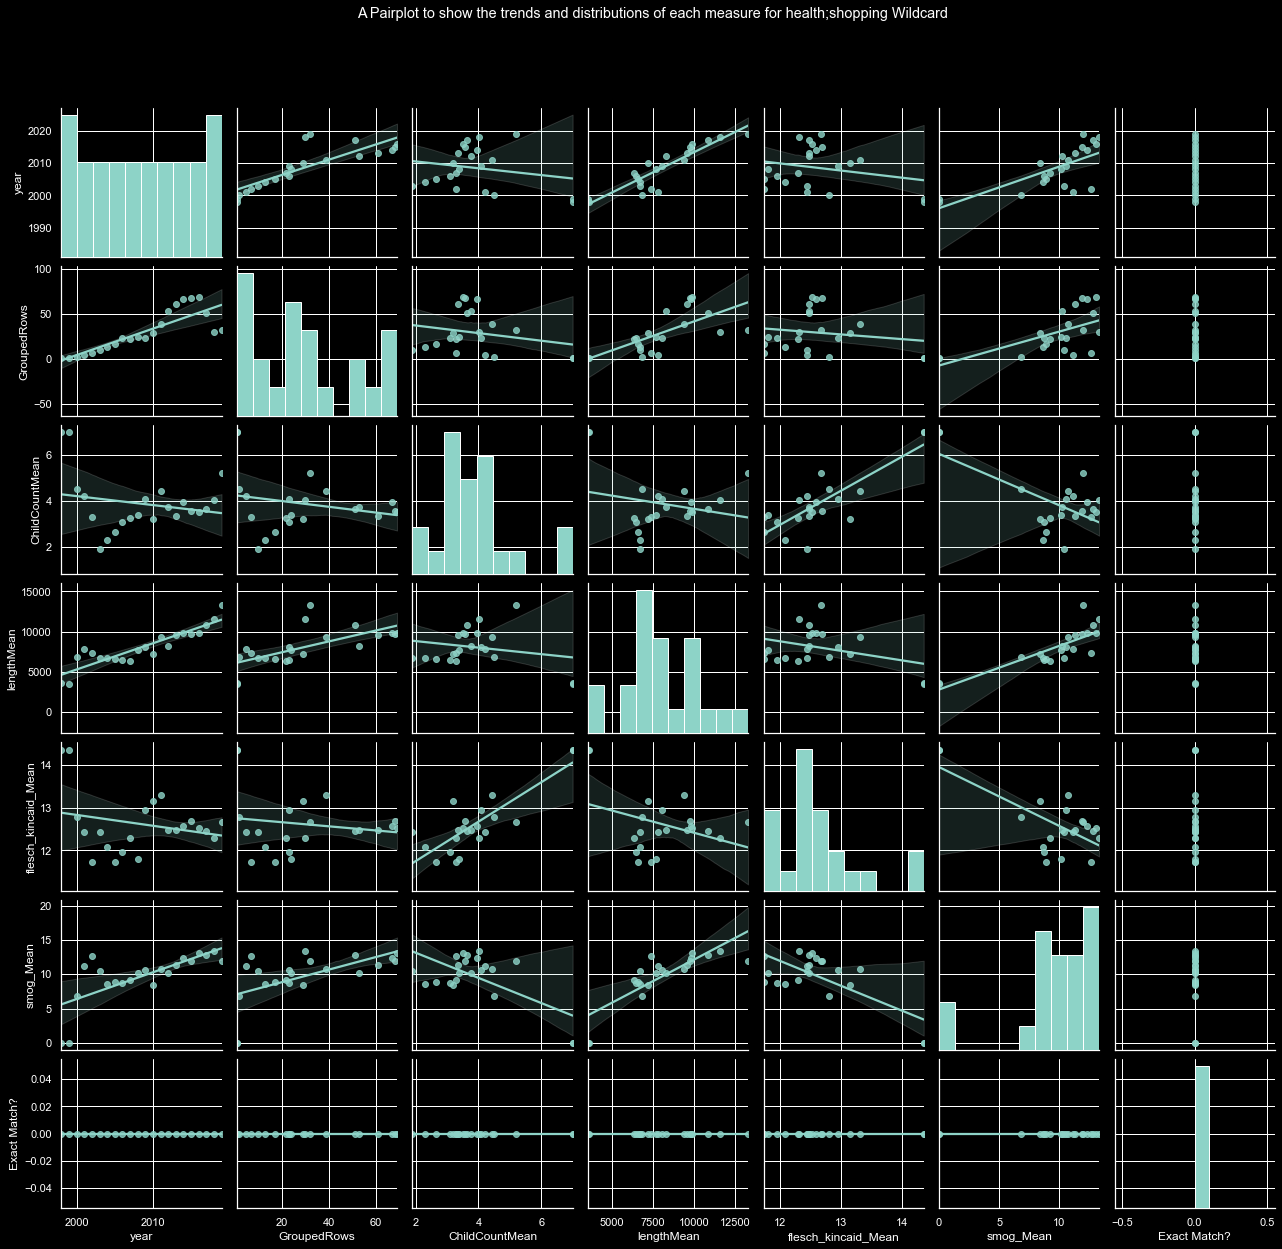 A Pairplot to show the trends and distributions of each measure for health;shopping Wildcard
2020
2010
2000
1990
year
100
50
0
−50
GroupedRows
6
4
2
ChildCountMean
15000
10000
5000
0
lengthMean
14
13
12
flesch_kincaid_Mean
20
15
10
5
0
smog_Mean
0.04
0.02
0.00
−0.02
−0.04
Exact Match?
2000 2010 20 40 60 2 4 6 5000 7500 10000 12500 12 13 14 0 5 10 −0.5 0.0 0.5
year GroupedRows ChildCountMean lengthMean flesch_kincaid_Mean smog_Mean Exact Match?